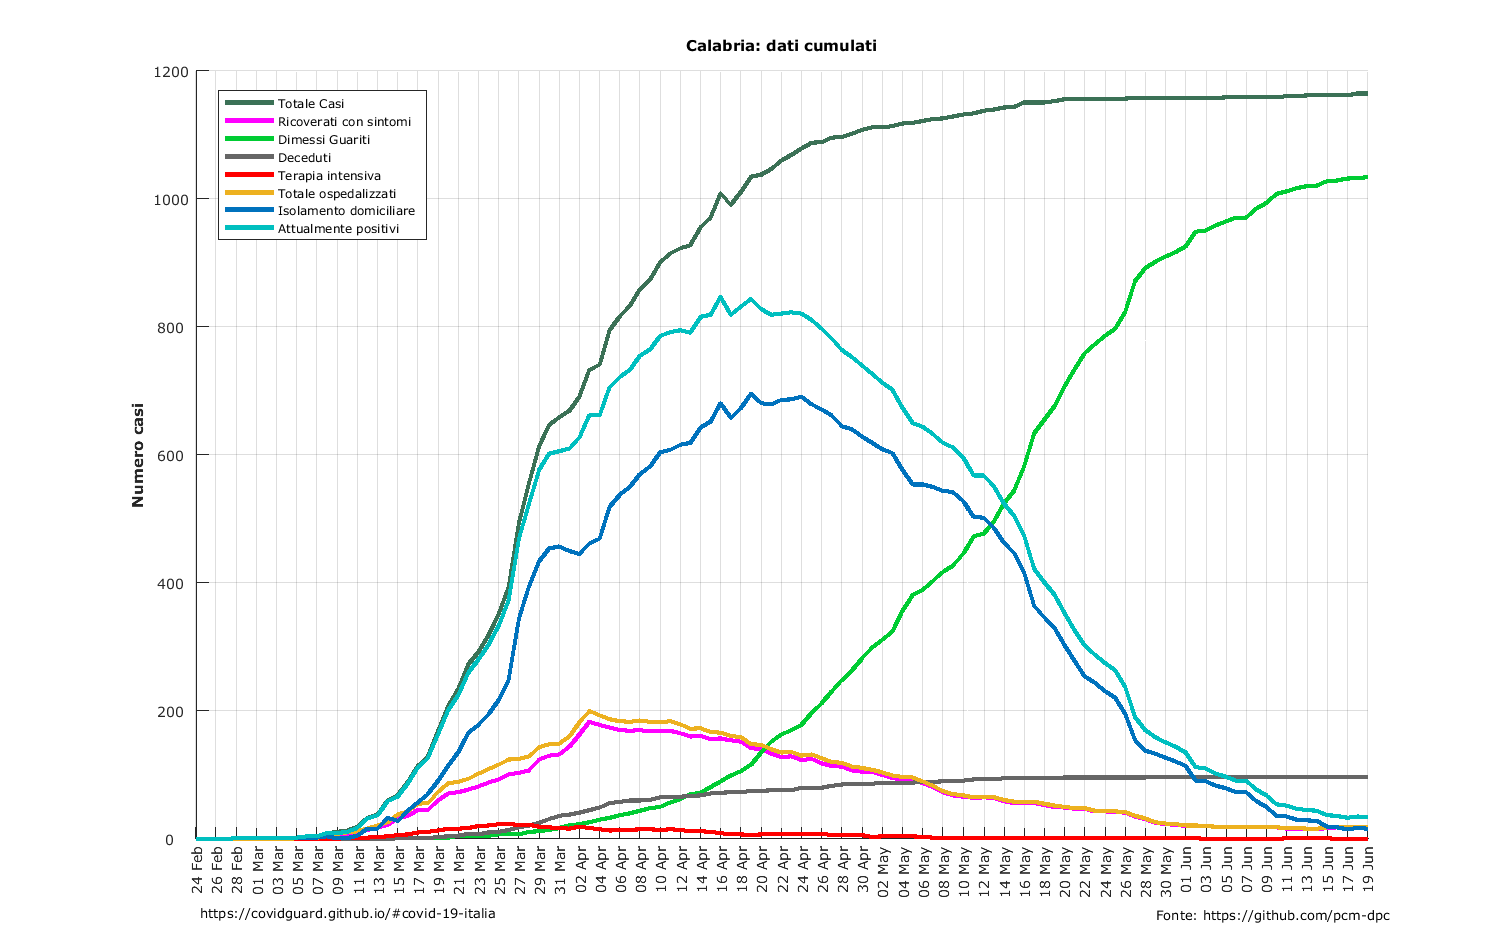 Calabria: dati cumulati
1200
1000
800
600
400
200
0
Numero casi
Totale Casi
Ricoverati con sintomi
Dimessi Guariti
Deceduti
Terapia intensiva
Totale ospedalizzati
Isolamento domiciliare
Attualmente positivi
24 Feb
26 Feb
28 Feb
01 Mar
03 Mar
05 Mar
07 Mar
09 Mar
11 Mar
13 Mar
15 Mar
17 Mar
19 Mar
21 Mar
23 Mar
25 Mar
27 Mar
29 Mar
31 Mar
02 Apr
04 Apr
06 Apr
08 Apr
10 Apr
12 Apr
14 Apr
16 Apr
18 Apr
20 Apr
22 Apr
24 Apr
26 Apr
28 Apr
30 Apr
02 May
04 May
06 May
08 May
10 May
12 May
14 May
16 May
18 May
20 May
22 May
24 May
26 May
28 May
30 May
01 Jun
03 Jun
05 Jun
07 Jun
09 Jun
11 Jun
13 Jun
15 Jun
17 Jun
19 Jun
https://covidguard.github.io/#covid-19-italia
Fonte: https://github.com/pcm-dpc